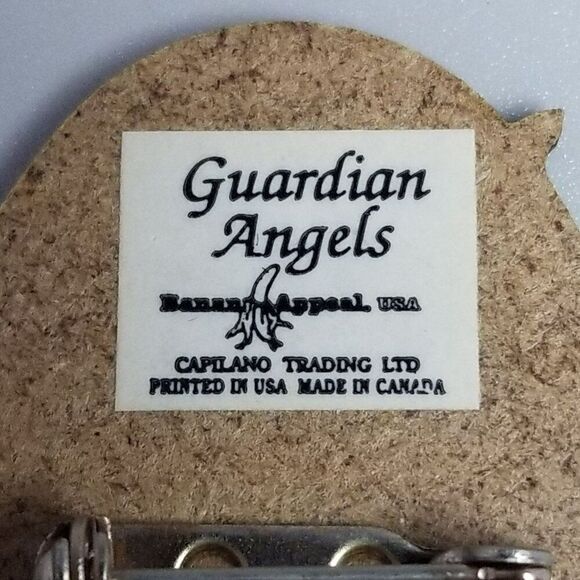 Guardian
Angels
Banana Appeal, USA
CAPILANO TRADING LTD
PRINTED IN USA MADE IN CANADA